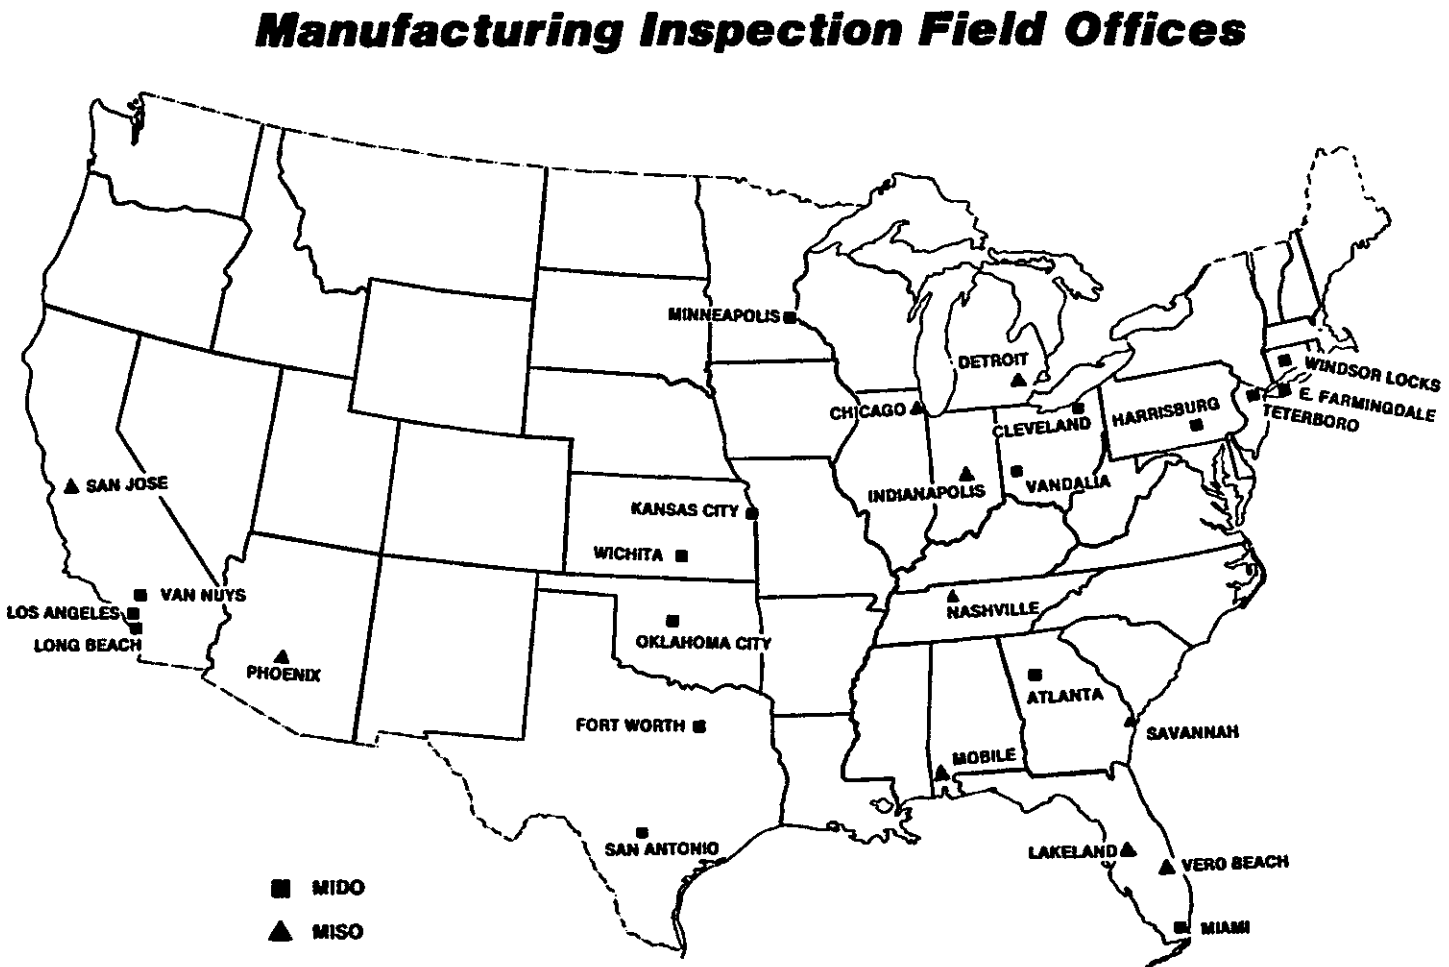 Manufacturing Inspection Field Offices
MINNEAPOLIS
DETROIT
WINDSOR LOCKS
E. FARMINGDALE
TETERBORO
CHICAGO
HARRISBURG
CLEVELAND
SAN JOSE
VANDALIA
INDIANAPOLIS
KANSAS CITY
WICHITA
VAN NUYS
LOS ANGELES
NASHVILLE
LONG BEACH
OKLAHOMA CITY
PHOENIX
ATLANTA
FORT WORTH
SAVANNAH
MOBILE
SAN ANTONIO
LAKELAND
VERO BEACH
MIDO
MISO
MIAMI